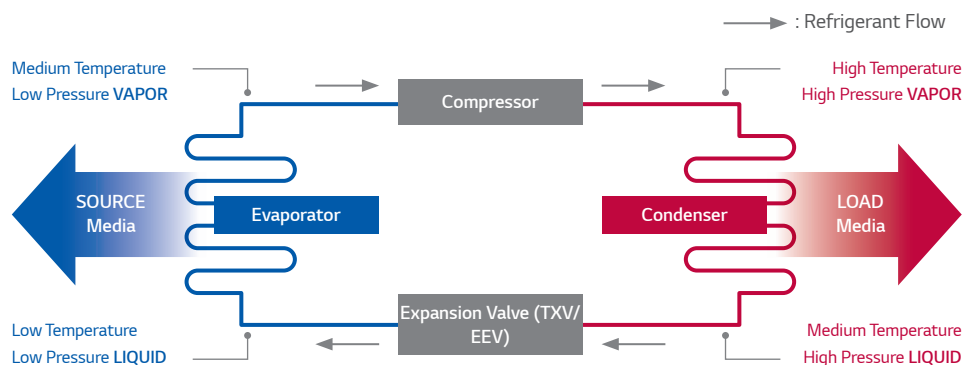 : Refrigerant Flow
Medium Temperature
Low Pressure VAPOR
Compressor
High Temperature
High Pressure VAPOR
SOURCE
Media
Evaporator
Condenser
LOAD
Media
Low Temperature
Low Pressure LIQUID
Expansion Valve (TXV/
EEV)
Medium Temperature
High Pressure LIQUID